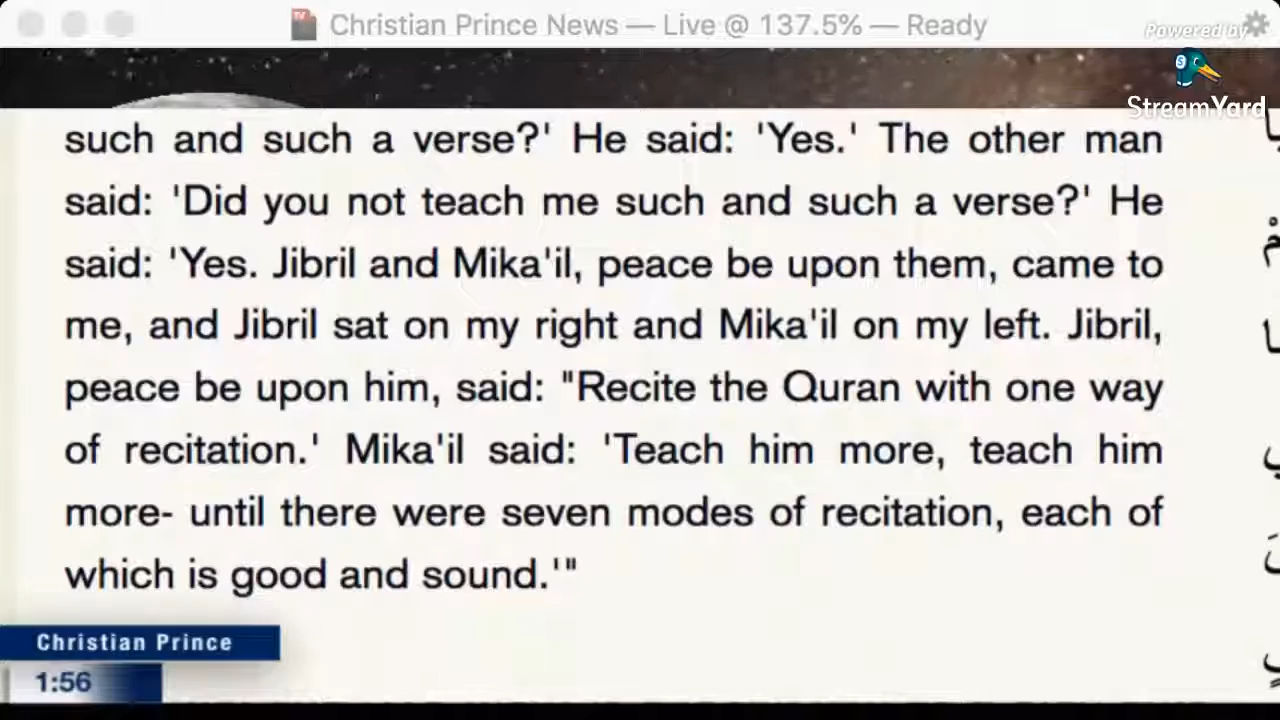 Christian Prince News — Live @ 137.5% — Ready
Powered by
StreamYard
such and such a verse?' He said: 'Yes.' The other man
said: 'Did you not teach me such and such a verse?' He
said: 'Yes. Jibril and Mika'il, peace be upon them, came to
me, and Jibril sat on my right and Mika'il on my left. Jibril,
peace be upon him, said: "Recite the Quran with one way
of recitation.' Mika'il said: 'Teach him more, teach him
more- until there were seven modes of recitation, each of
which is good and sound.'"
Christian Prince
1:56